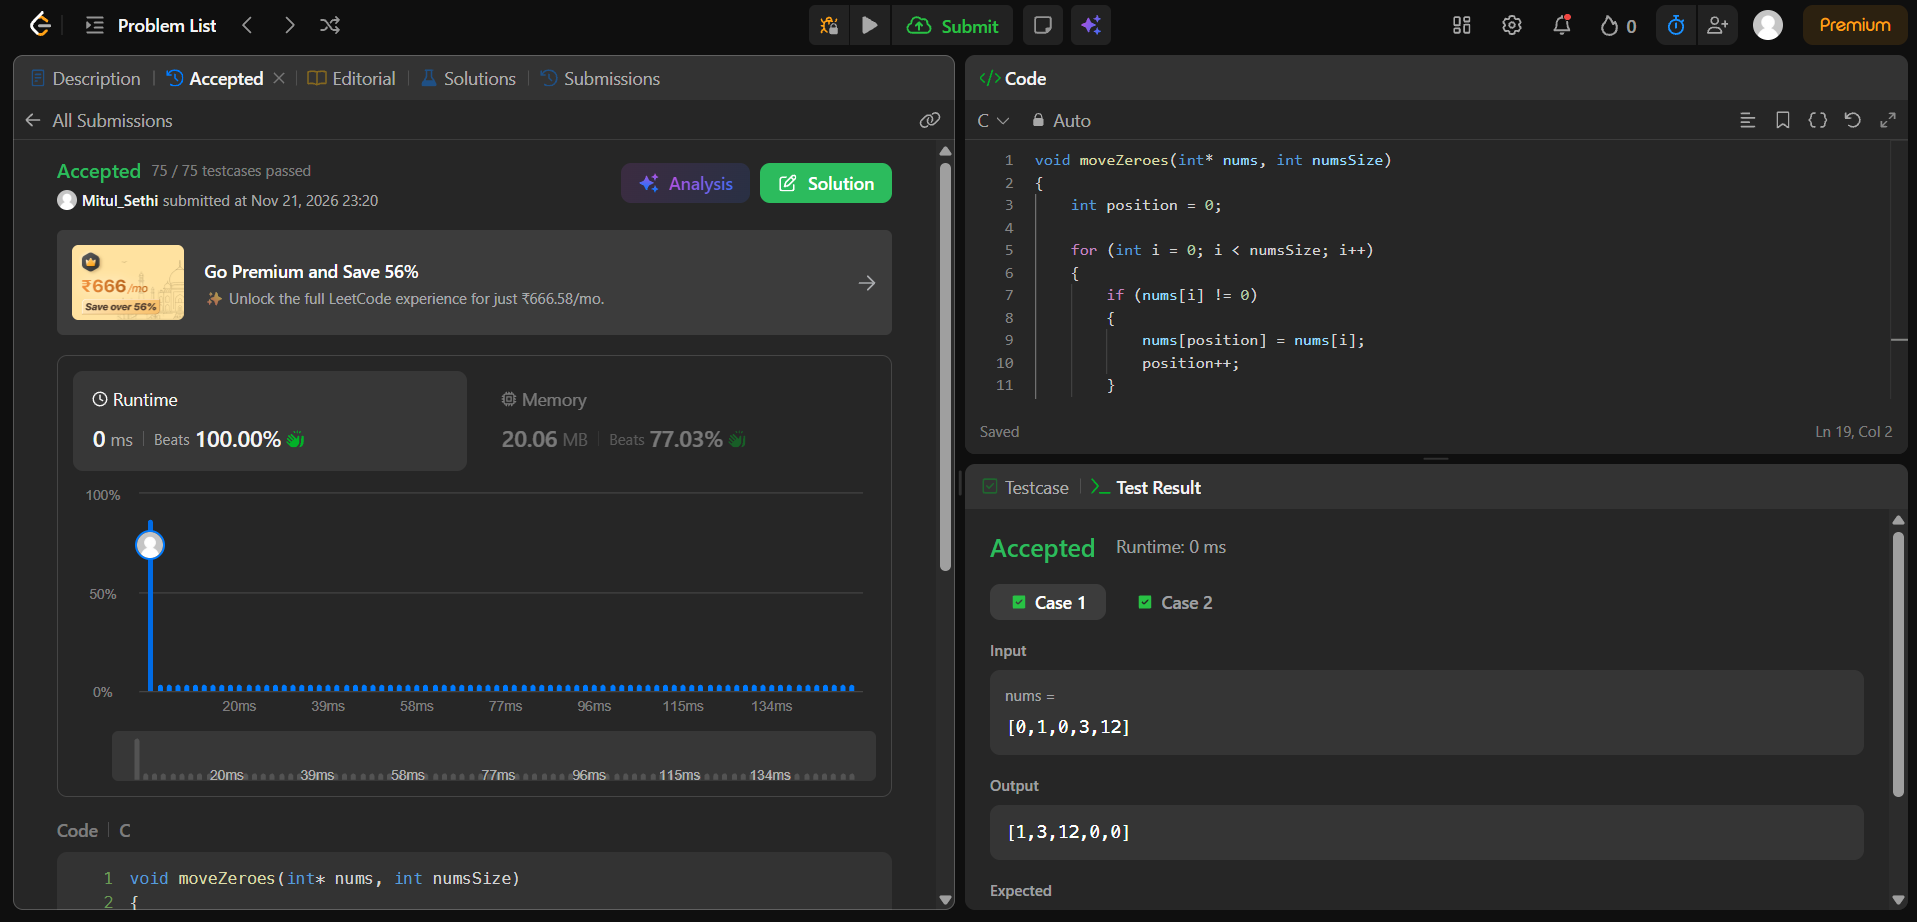 Problem List
Submit
0
Premium
Description
Accepted
Editorial
Solutions
Submissions
All Submissions
Accepted 75 / 75 testcases passed
Mitul_Sethi submitted at Nov 21, 2026 23:20
Analysis
Solution
₹666/mo
Save over 56%
Go Premium and Save 56%
✨ Unlock the full LeetCode experience for just ₹666.58/mo.
Runtime
0 ms Beats 100.00%
Memory
20.06 MB Beats 77.03%
100%
50%
0%
20ms 39ms 58ms 77ms 96ms 115ms 134ms
20ms 39ms 58ms 77ms 96ms 115ms 134ms
Code C
1 void moveZeroes(int* nums, int numsSize)
2 {
</> Code
C
Auto
1 void moveZeroes(int* nums, int numsSize)
2 {
3     int position = 0;
4
5     for (int i = 0; i < numsSize; i++)
6     {
7         if (nums[i] != 0)
8         {
9             nums[position] = nums[i];
10             position++;
11         }
Saved
Ln 19, Col 2
Testcase
Test Result
Accepted Runtime: 0 ms
Case 1
Case 2
Input
nums =
[0,1,0,3,12]
Output
[1,3,12,0,0]
Expected